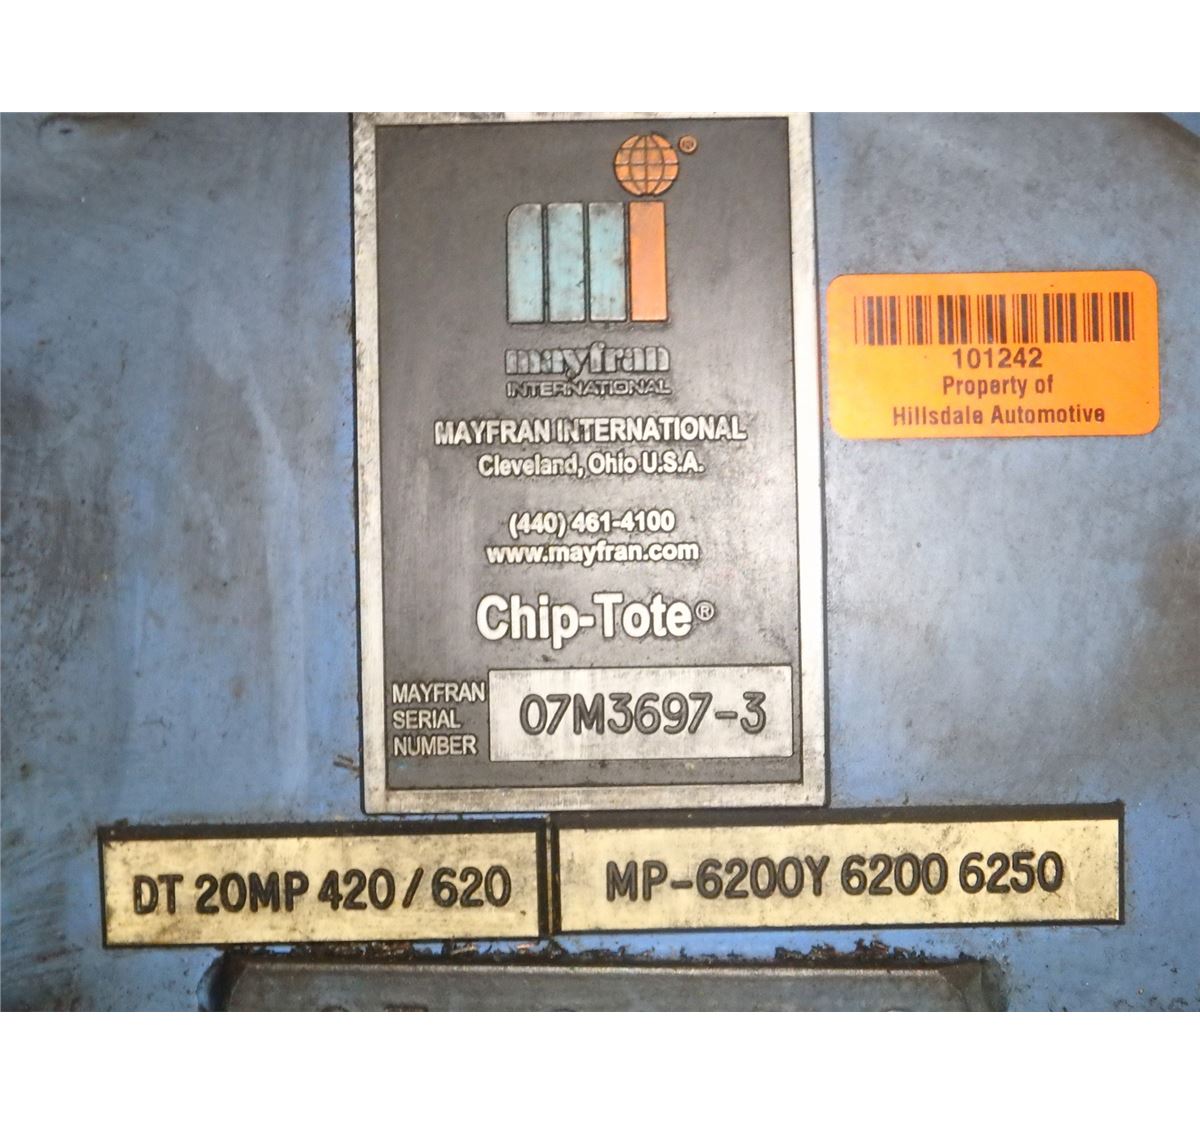 ®
mi
mayfran
INTERNATIONAL
MAYFRAN INTERNATIONAL
Cleveland, Ohio U.S.A.
(440) 461-4100
www.mayfran.com
Chip-Tote®
MAYFRAN
SERIAL
NUMBER
07M3697-3
101242
Property of
Hillsdale Automotive
DT 20MP 420/620
MP-6200Y 6200 6250